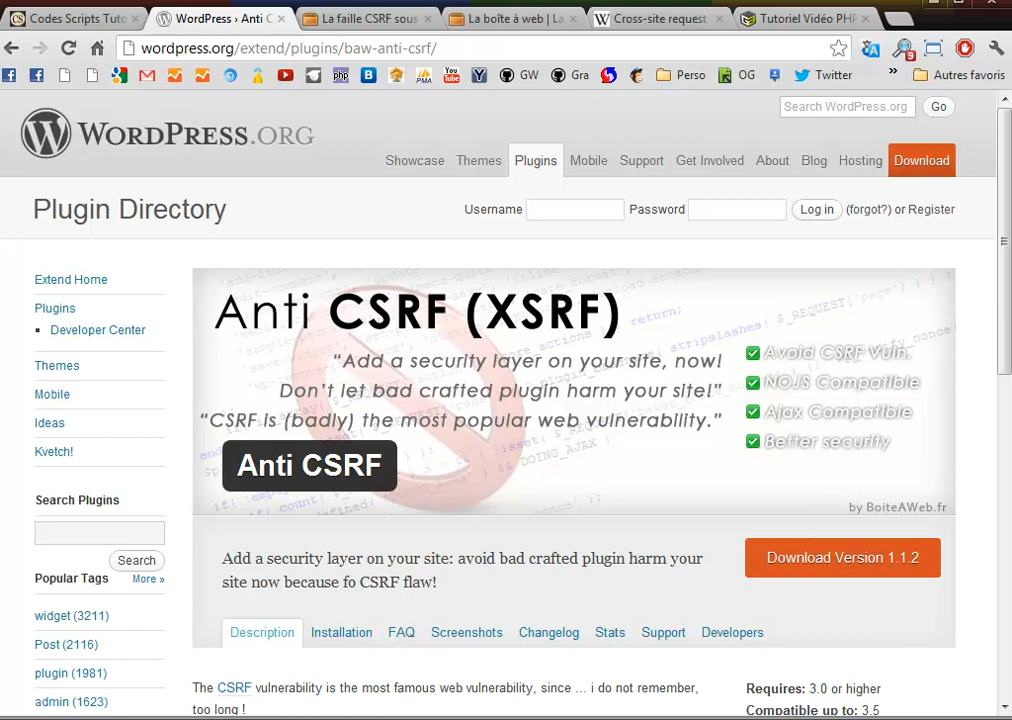 Codes Scripts Tuto
WordPress › Anti C
La faille CSRF sous
La boîte à web | La
Cross-site request
Tutoriel Vidéo PHP
wordpress.org/extend/plugins/baw-anti-csrf/
9
php
B
PMA
You Tube
Y
GW
Gra
Perso
OG
Twitter
»
Autres favoris
WORDPRESS.ORG
Search WordPress.org
Go
Showcase
Themes
Plugins
Mobile
Support
Get Involved
About
Blog
Hosting
Download
Plugin Directory
Username
Password
Log in
(forgot?) or Register
Extend Home
Plugins
Developer Center
Themes
Mobile
Ideas
Kvetch!
Search Plugins
Search
Popular Tags
More »
widget (3211)
Post (2116)
plugin (1981)
admin (1623)
Anti CSRF (XSRF)
“Add a security layer on your site, now!
Don’t let bad crafted plugin harm your site!”
“CSRF is (badly) the most popular web vulnerability.”
Avoid CSRF Vuln.
NOJS Compatible
Ajax Compatible
Better security
Anti CSRF
by BoiteAWeb.fr
Add a security layer on your site: avoid bad crafted plugin harm your
site now because fo CSRF flaw!
Download Version 1.1.2
Description
Installation
FAQ
Screenshots
Changelog
Stats
Support
Developers
The CSRF vulnerability is the most famous web vulnerability, since ... i do not remember,
too long !
Requires: 3.0 or higher
Compatible up to: 3.5